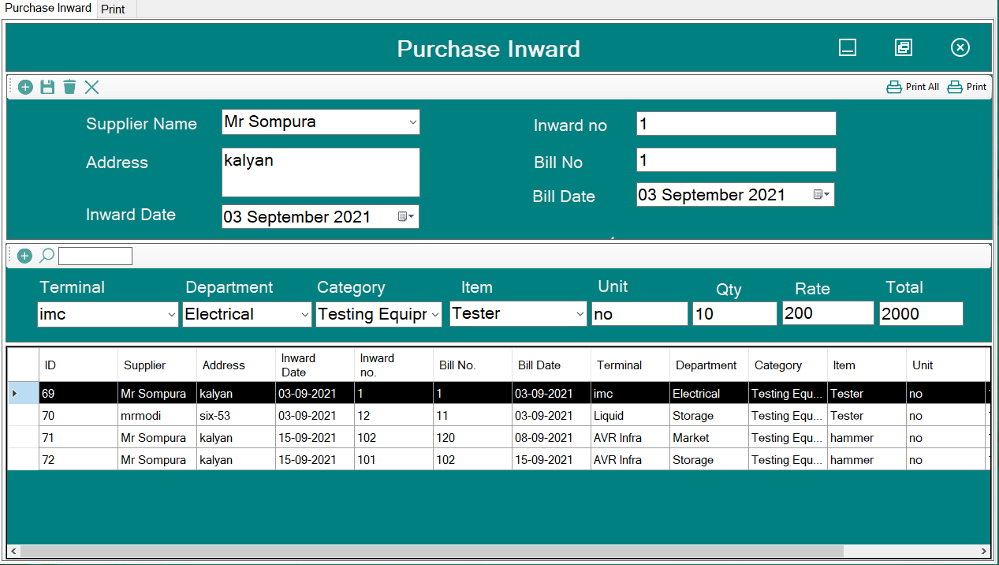 Purchase Inward Print
Purchase Inward
Print All Print
Supplier Name Mr Sompura Inward no 1
Address kalyan Bill No 1
Bill Date 03 September 2021
Inward Date 03 September 2021
Terminal Department Category Item Unit Qty Rate Total
imc Electrical Testing Equipr Tester no 10 200 2000
ID Supplier Address Inward Date Inward no. Bill No. Bill Date Terminal Department Category Item Unit
69 Mr Sompura kalyan 03-09-2021 1 1 03-09-2021 imc Electrical Testing Equ... Tester no
70 mrmodi six-53 03-09-2021 12 11 03-09-2021 Liquid Storage Testing Equ... Tester no
71 Mr Sompura kalyan 15-09-2021 102 120 08-09-2021 AVR Infra Market Testing Equ... hammer no
72 Mr Sompura kalyan 15-09-2021 101 102 15-09-2021 AVR Infra Storage Testing Equ... hammer no